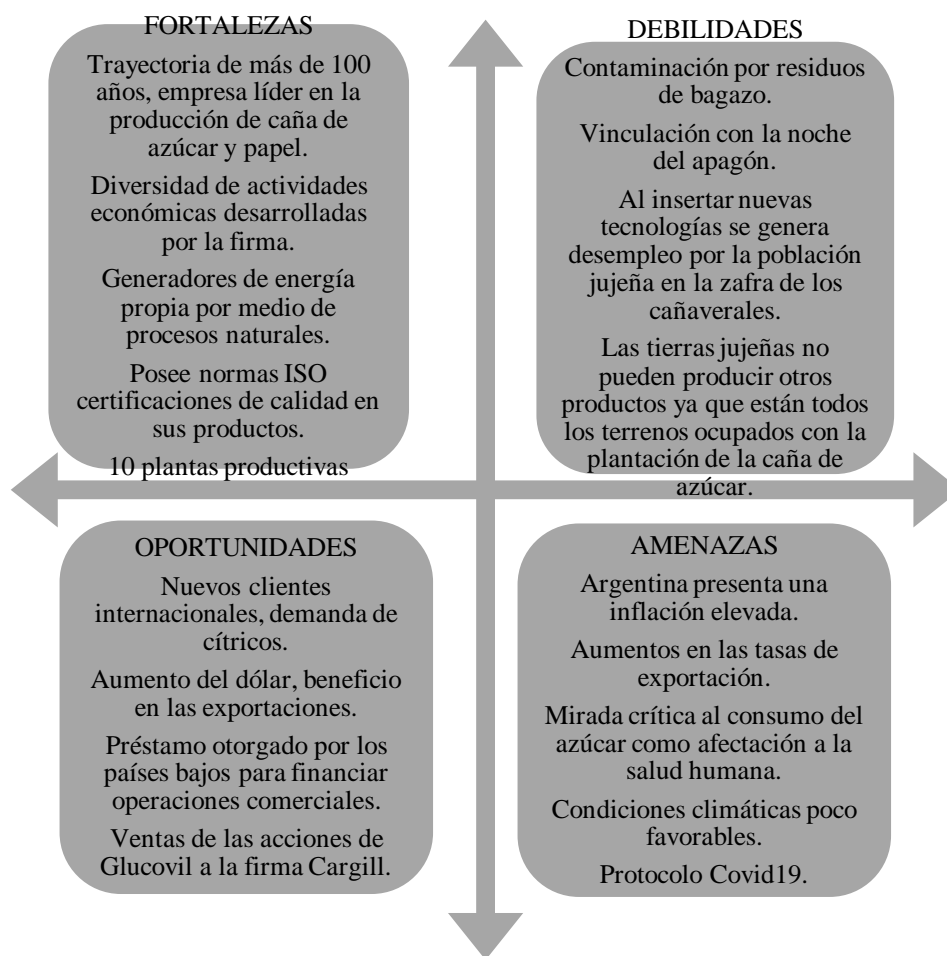 FORTALEZAS
Trayectoria de más de 100
años, empresa líder en la
producción de caña de
azúcar y papel.
Diversidad de actividades
económicas desarrolladas
por la firma.
Generadores de energía
propia por medio de
procesos naturales.
Posee normas ISO
certificaciones de calidad en
sus productos.
10 plantas productivas
DEBILIDADES
Contaminación por residuos
de bagazo.
Vinculación con la noche
del apagón.
Al insertar nuevas
tecnologías se genera
desempleo por la población
jujeña en la zafra de los
cañaverales.
Las tierras jujeñas no
pueden producir otros
productos ya que están todos
los terrenos ocupados con la
plantación de la caña de
azúcar.
OPORTUNIDADES
Nuevos clientes
internacionales, demanda de
cítricos.
Aumento del dólar, beneficio
en las exportaciones.
Préstamo otorgado por los
países bajos para financiar
operaciones comerciales.
Ventas de las acciones de
Glucovil a la firma Cargill.
AMENAZAS
Argentina presenta una
inflación elevada.
Aumentos en las tasas de
exportación.
Mirada crítica al consumo del
azúcar como afectación a la
salud humana.
Condiciones climáticas poco
favorables.
Protocolo Covid19.